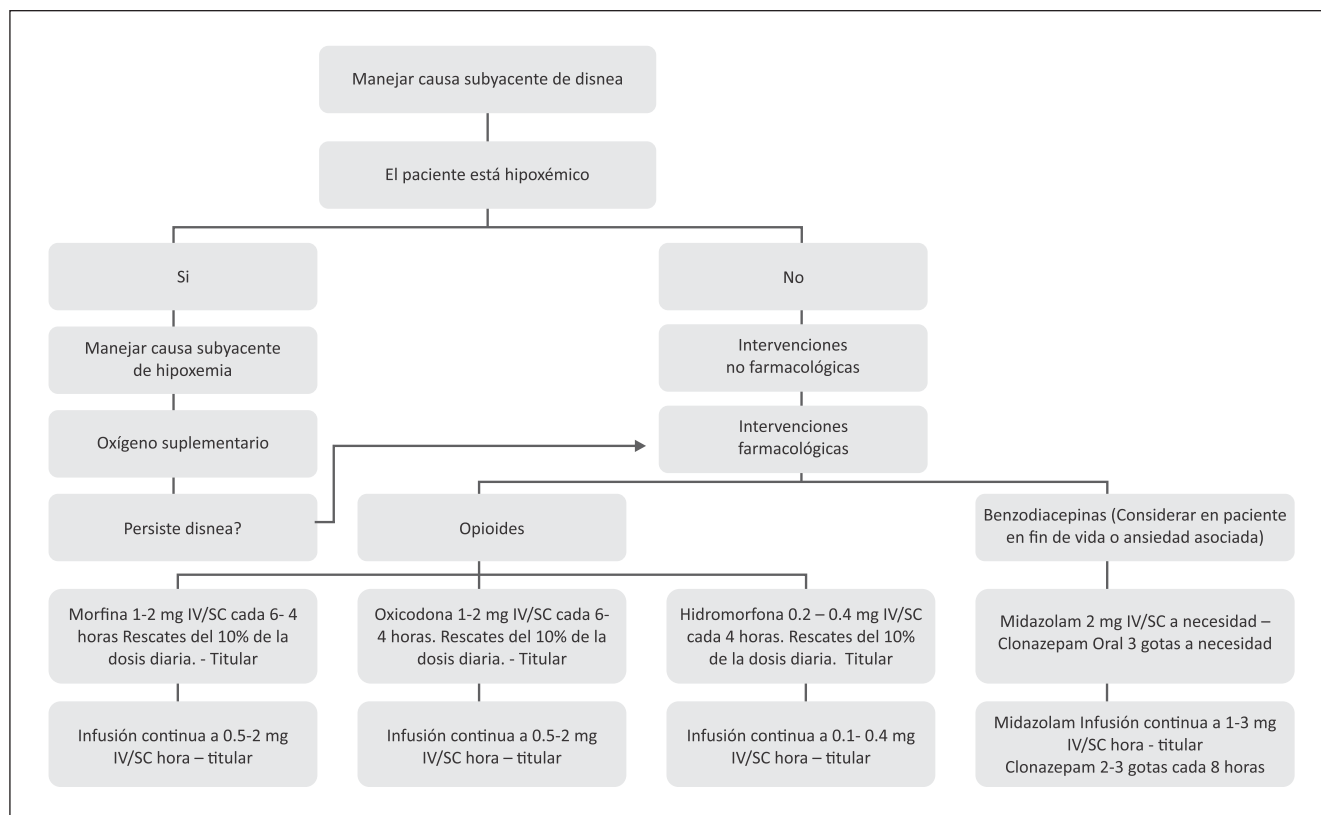 Manejar causa subyacente de disnea
El paciente está hipoxémico
Si
No
Manejar causa subyacente
de hipoxemia
Intervenciones
no farmacológicas
Oxígeno suplementario
Intervenciones
farmacológicas
Persiste disnea?
Opioides
Benzodiacepinas (Considerar en paciente
en fin de vida o ansiedad asociada)
Morfina 1-2 mg IV/SC cada 6- 4
horas Rescates del 10% de la
dosis diaria. - Titular
Oxicodona 1-2 mg IV/SC cada 6-
4 horas. Rescates del 10% de la
dosis diaria. - Titular
Hidromorfona 0.2 – 0.4 mg IV/SC
cada 4 horas. Rescates del 10%
de la dosis diaria.  Titular
Midazolam 2 mg IV/SC a necesidad –
Clonazepam Oral 3 gotas a necesidad
Infusión continua a 0.5-2 mg
IV/SC hora – titular
Infusión continua a 0.5-2 mg
IV/SC hora – titular
Infusión continua a 0.1- 0.4 mg
IV/SC hora – titular
Midazolam Infusión continua a 1-3 mg
IV/SC hora - titular
Clonazepam 2-3 gotas cada 8 horas